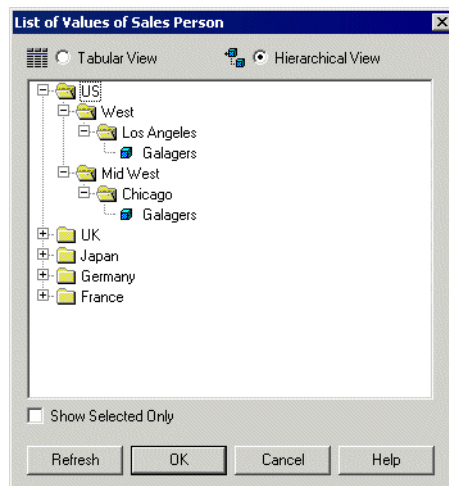 List of Values of Sales Person
Tabular View Hierarchical View
US
West
Los Angeles
Galagers
Mid West
Chicago
Galagers
UK
Japan
Germany
France
Show Selected Only
Refresh OK Cancel Help